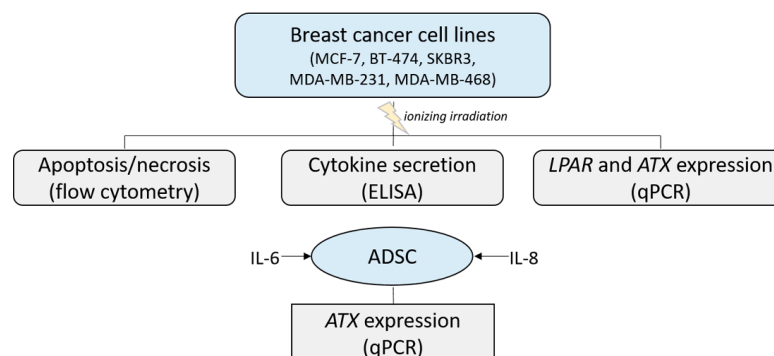 Breast cancer cell lines
(MCF-7, BT-474, SKBR3,
MDA-MB-231, MDA-MB-468)
ionizing irradiation
Apoptosis/necrosis
(flow cytometry)
Cytokine secretion
(ELISA)
LPAR and ATX expression
(qPCR)
IL-6
ADSC
IL-8
ATX expression
(qPCR)